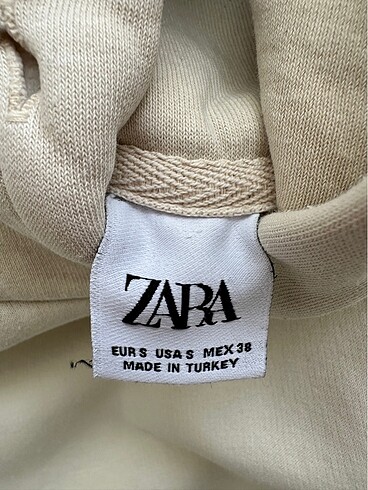 ZARA
EUR S USA S MEX 38
MADE IN TURKEY